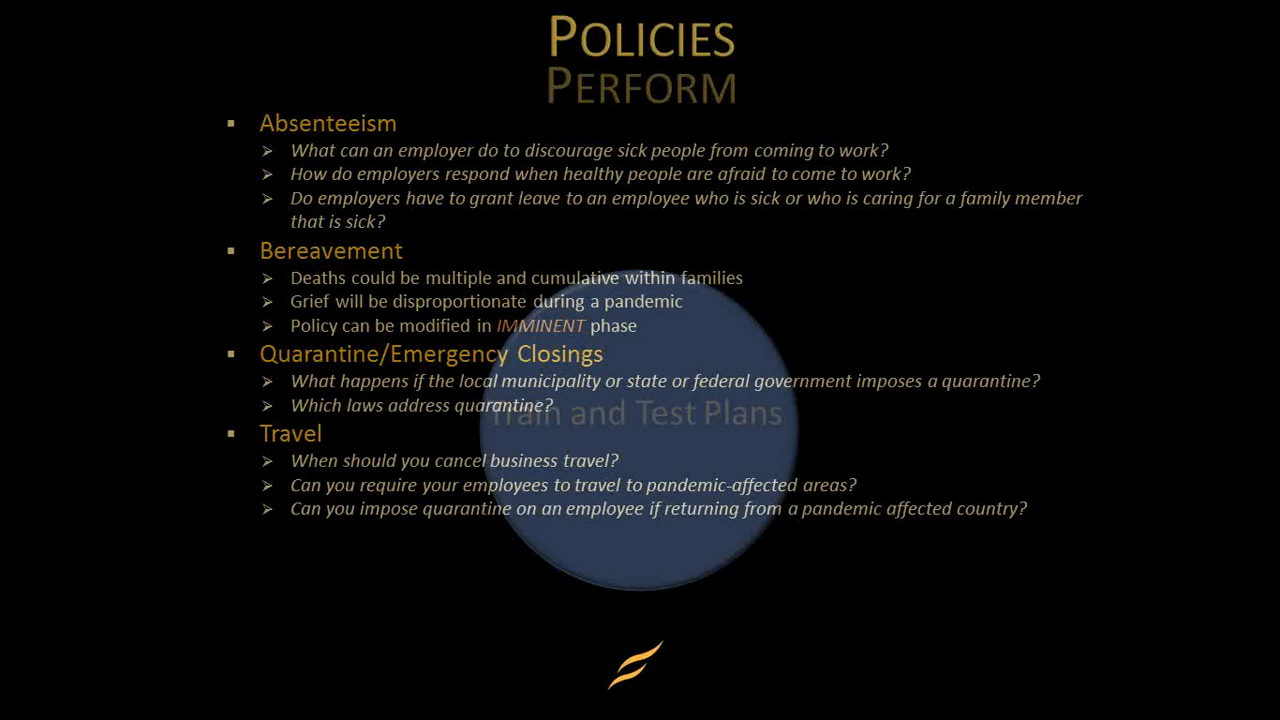 POLICIES
PERFORM
▪ Absenteeism
➢ What can an employer do to discourage sick people from coming to work?
➢ How do employers respond when healthy people are afraid to come to work?
➢ Do employers have to grant leave to an employee who is sick or who is caring for a family member
that is sick?
▪ Bereavement
➢ Deaths could be multiple and cumulative within families
➢ Grief will be disproportionate during a pandemic
➢ Policy can be modified in IMMINENT phase
▪ Quarantine/Emergency Closings
➢ What happens if the local municipality or state or federal government imposes a quarantine?
➢ Which laws address quarantine?
Train and Test Plans
▪ Travel
➢ When should you cancel business travel?
➢ Can you require your employees to travel to pandemic-affected areas?
➢ Can you impose quarantine on an employee if returning from a pandemic affected country?